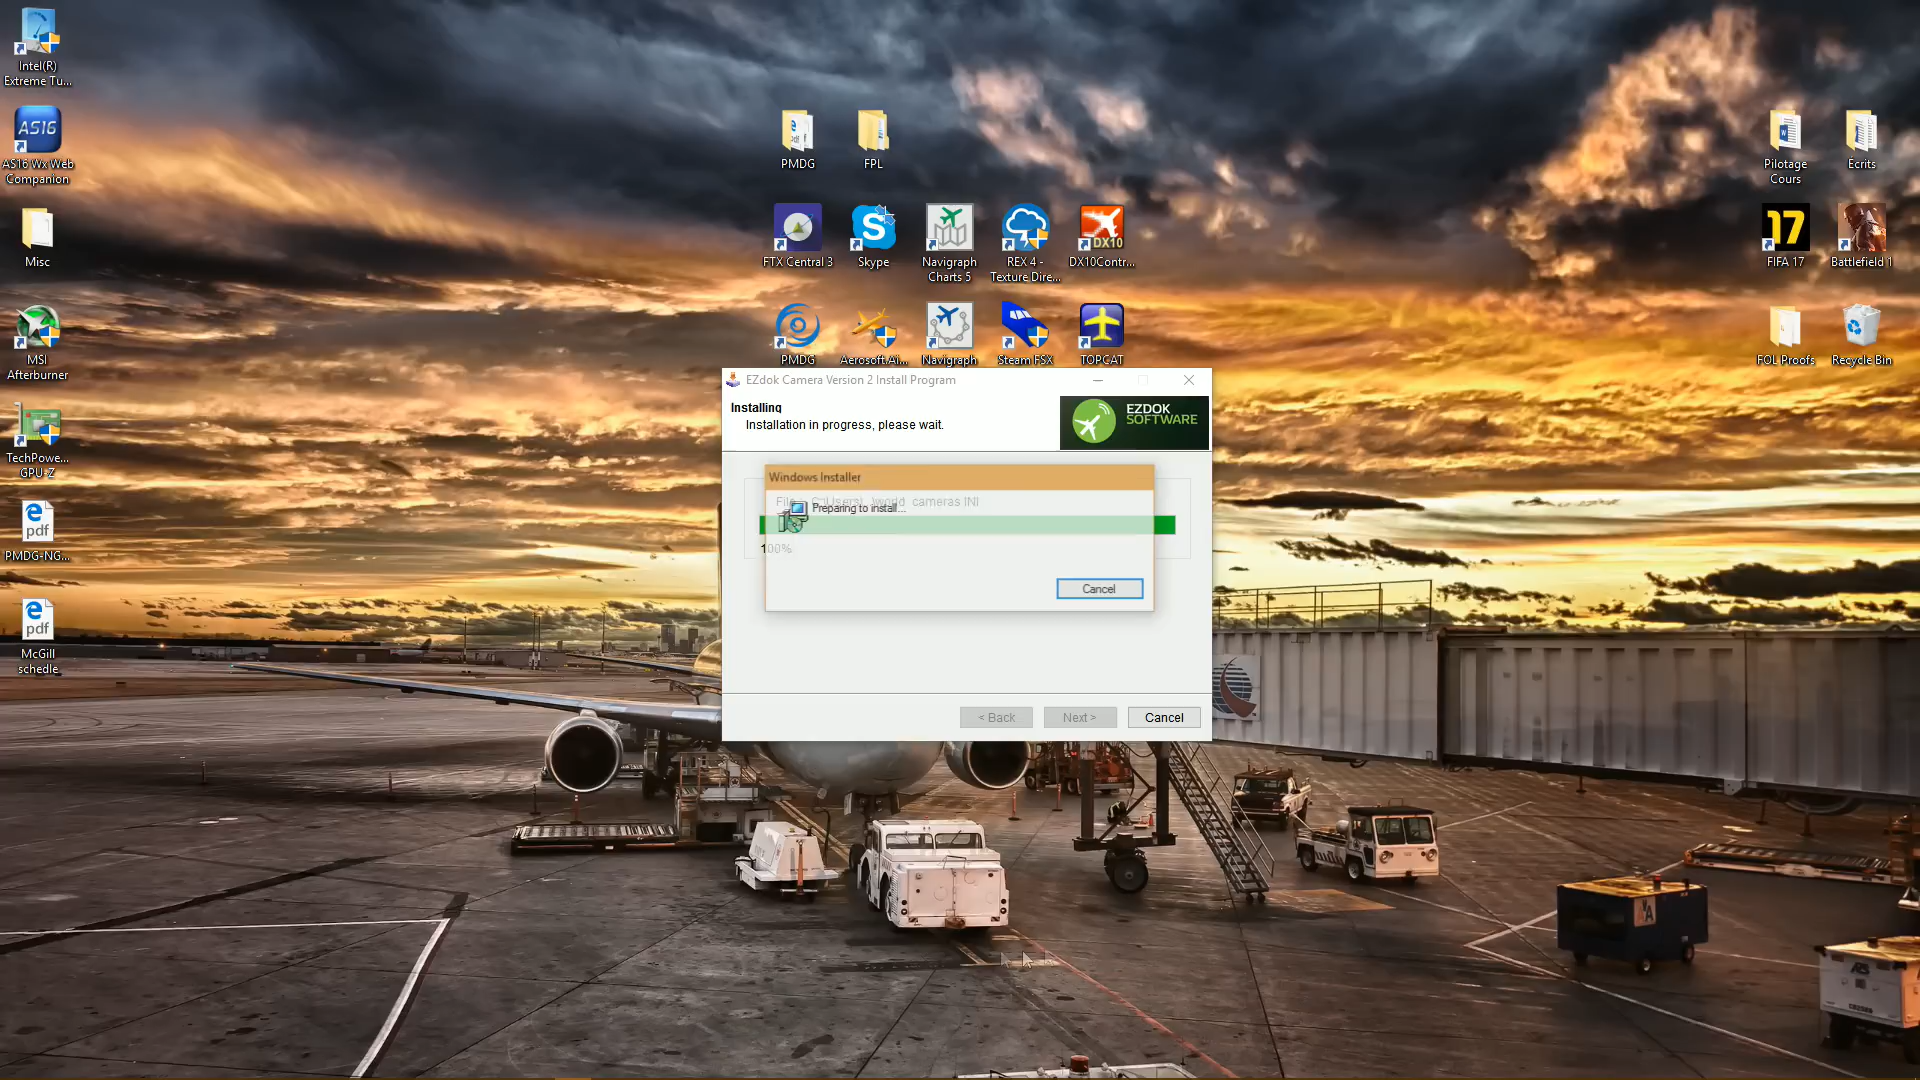 Intel(R)
Extreme Tu...
AS16
AS16 Wx Web
Companion
Misc
MSI
Afterburner
TechPowe...
GPU-Z
pdf
PMDG-NG...
pdf
McGill
schedle
PMDG
FPL
FTX Central 3
Skype
Navigraph
Charts 5
REX 4 -
Texture Dire...
DX10
DX10Contr...
PMDG
Aerosoft Ai...
Navigraph
Steam FSX
TOPCAT
Pilotage
Cours
Ecrits
17
FIFA 17
Battlefield 1
FOL Proofs
Recycle Bin
EZdok Camera Version 2 Install Program
Installing
Installation in progress, please wait.
EZDOK
SOFTWARE
Windows Installer
File: C:\Users\...\world_cameras.INI
Preparing to install...
100%
Cancel
< Back
Next >
Cancel